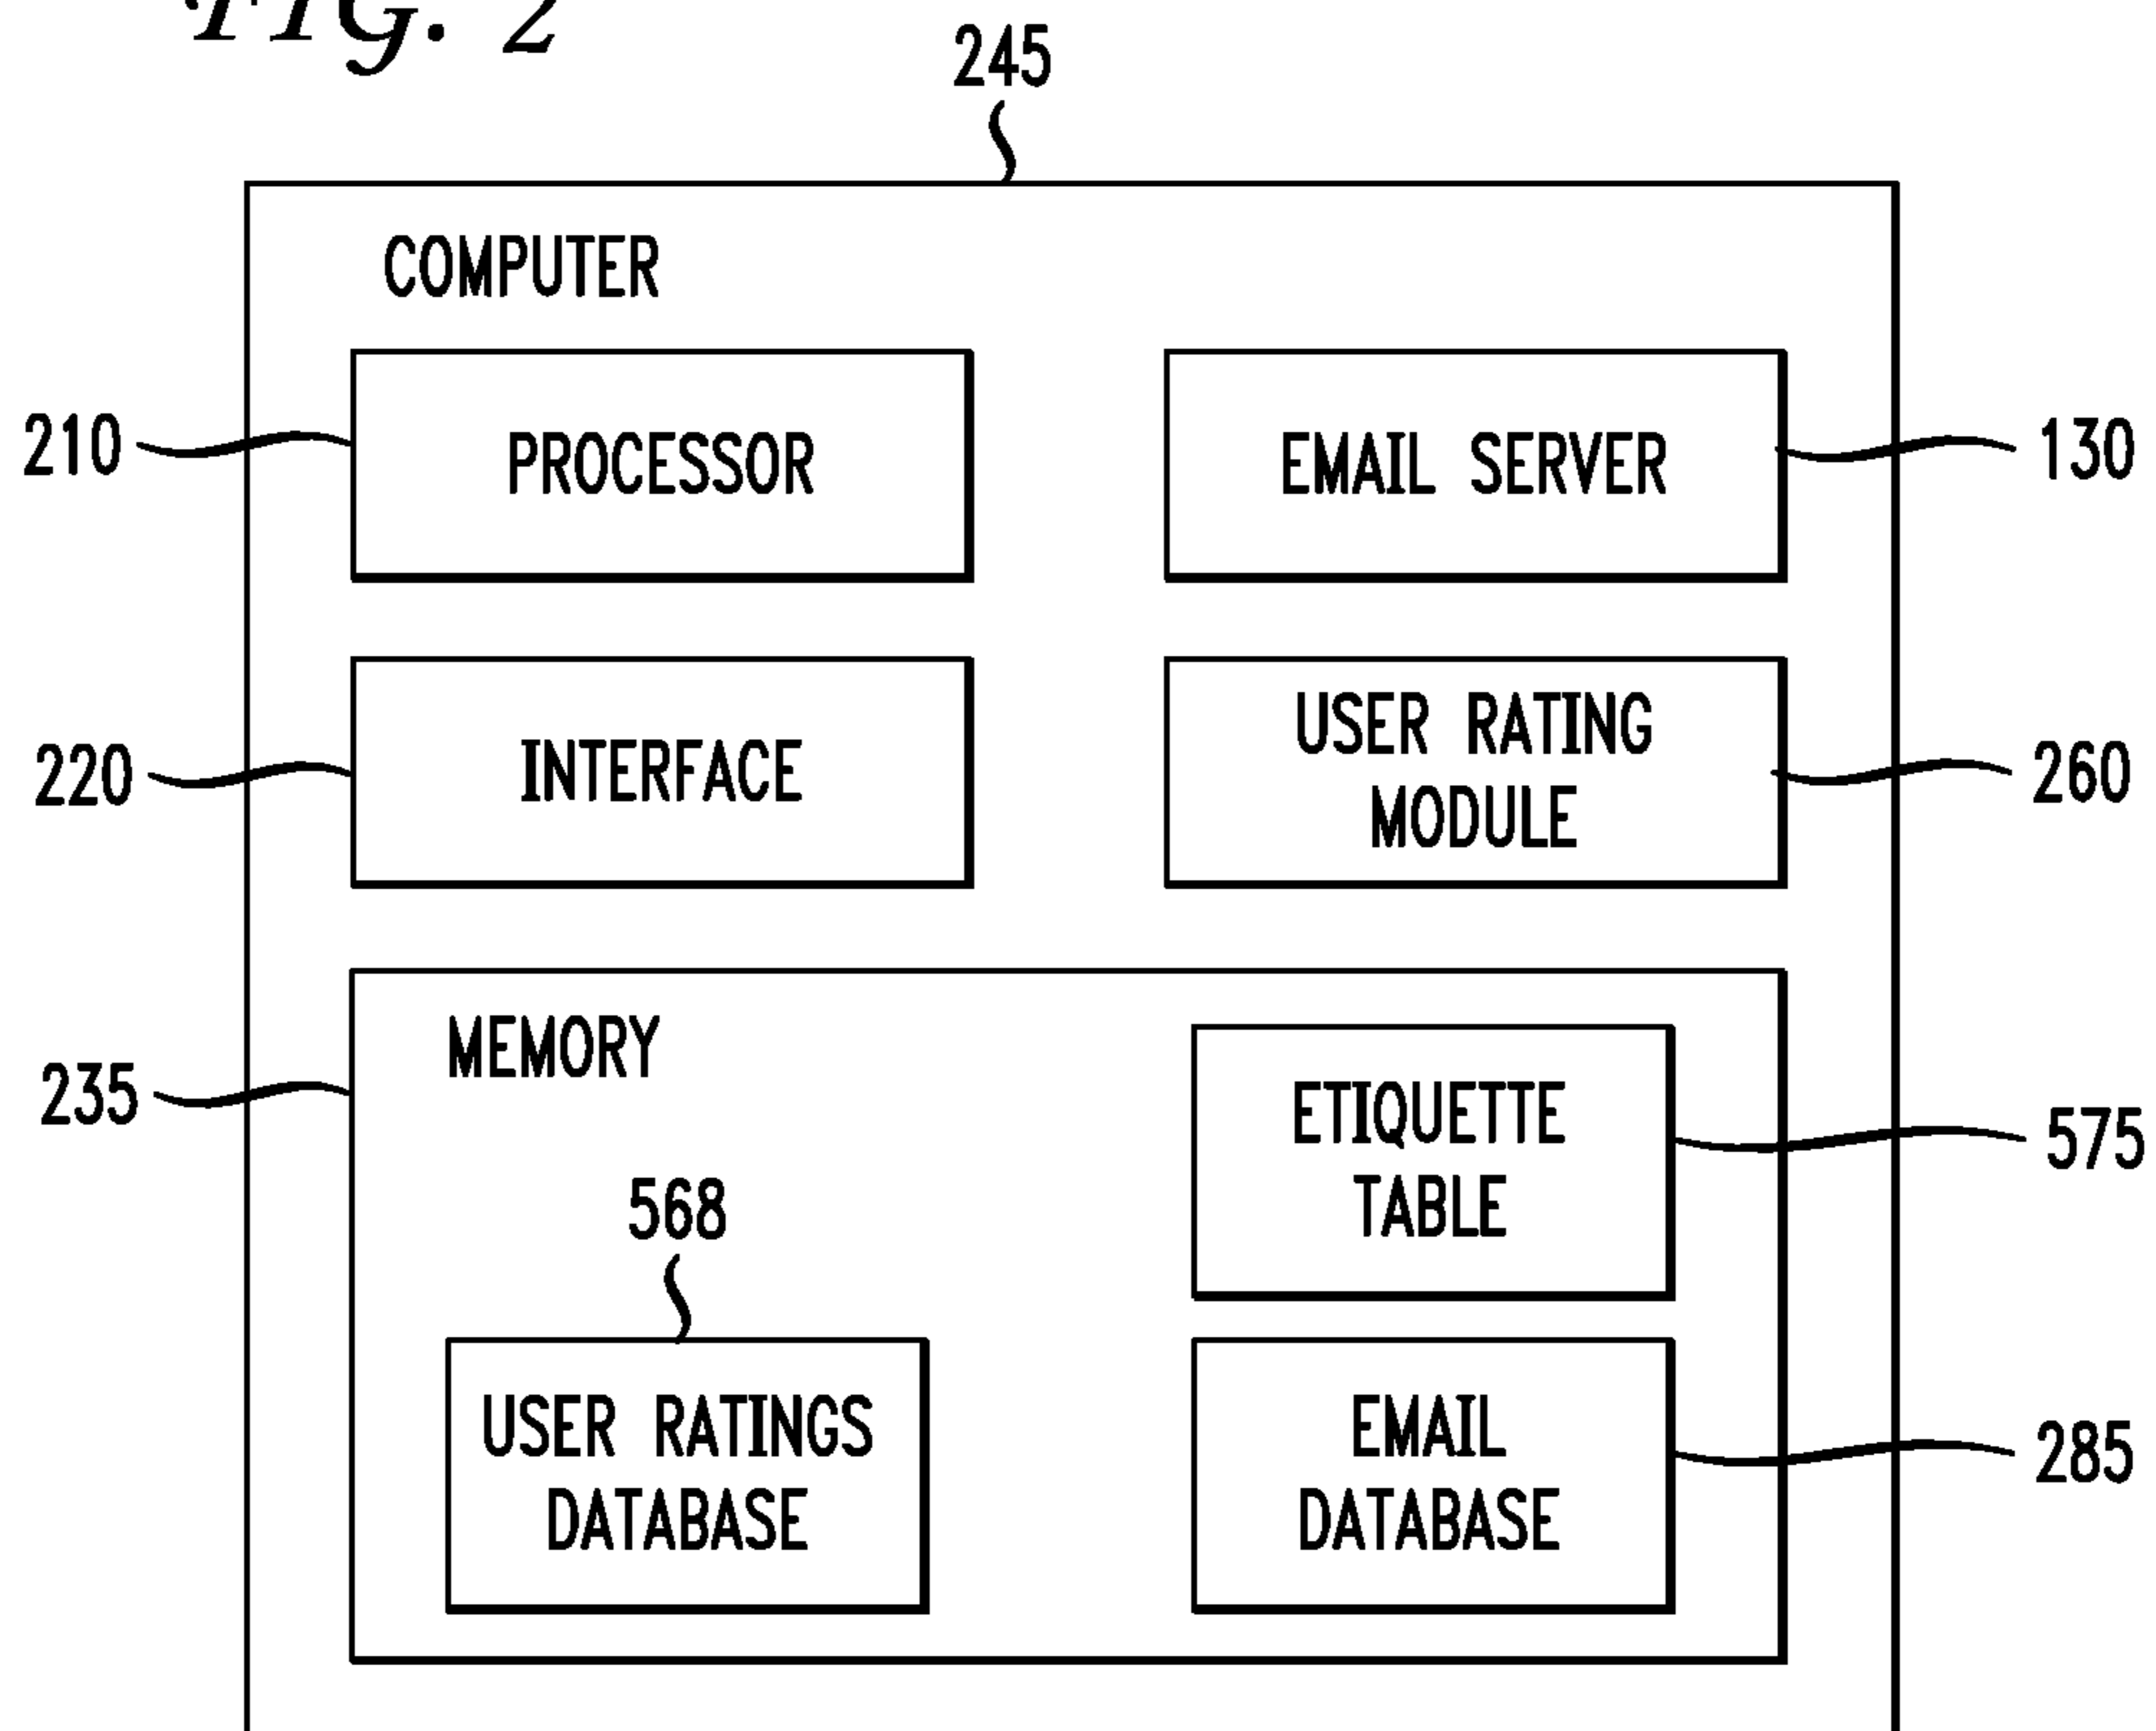 FIG. 2
245
COMPUTER
210
PROCESSOR
EMAIL SERVER
130
220
INTERFACE
USER RATING
MODULE
260
235
MEMORY
ETIQUETTE
TABLE
575
568
USER RATINGS
DATABASE
EMAIL
DATABASE
285